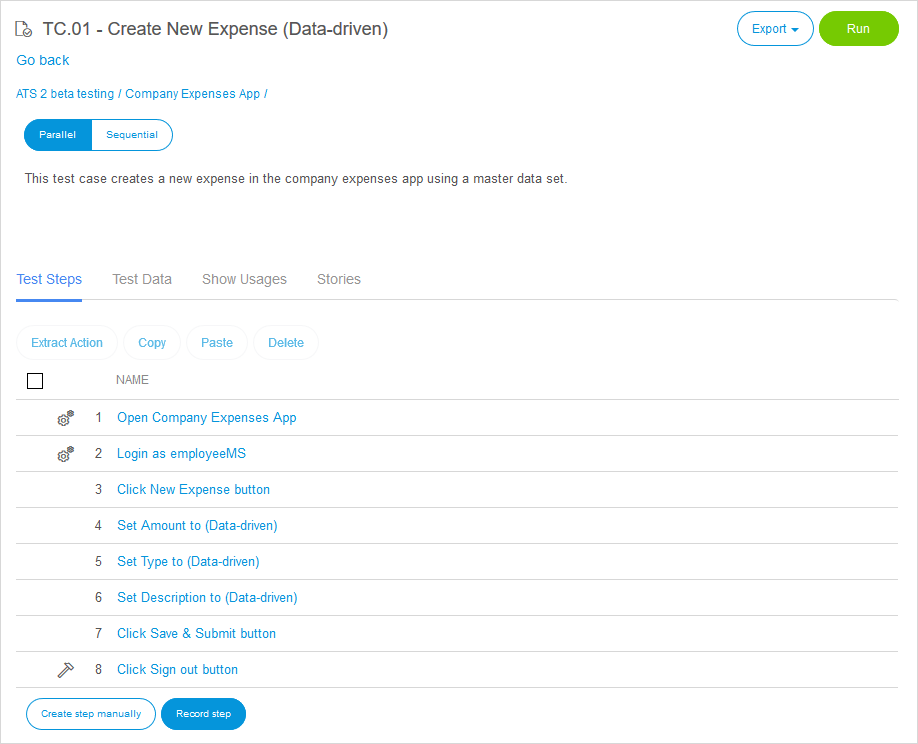 TC.01 - Create New Expense (Data-driven)
Export
Run
Go back
ATS 2 beta testing / Company Expenses App /
Parallel
Sequential
This test case creates a new expense in the company expenses app using a master data set.
Test Steps
Test Data
Show Usages
Stories
Extract Action
Copy
Paste
Delete
NAME
1 Open Company Expenses App
2 Login as employeeMS
3 Click New Expense button
4 Set Amount to (Data-driven)
5 Set Type to (Data-driven)
6 Set Description to (Data-driven)
7 Click Save & Submit button
8 Click Sign out button
Create step manually
Record step